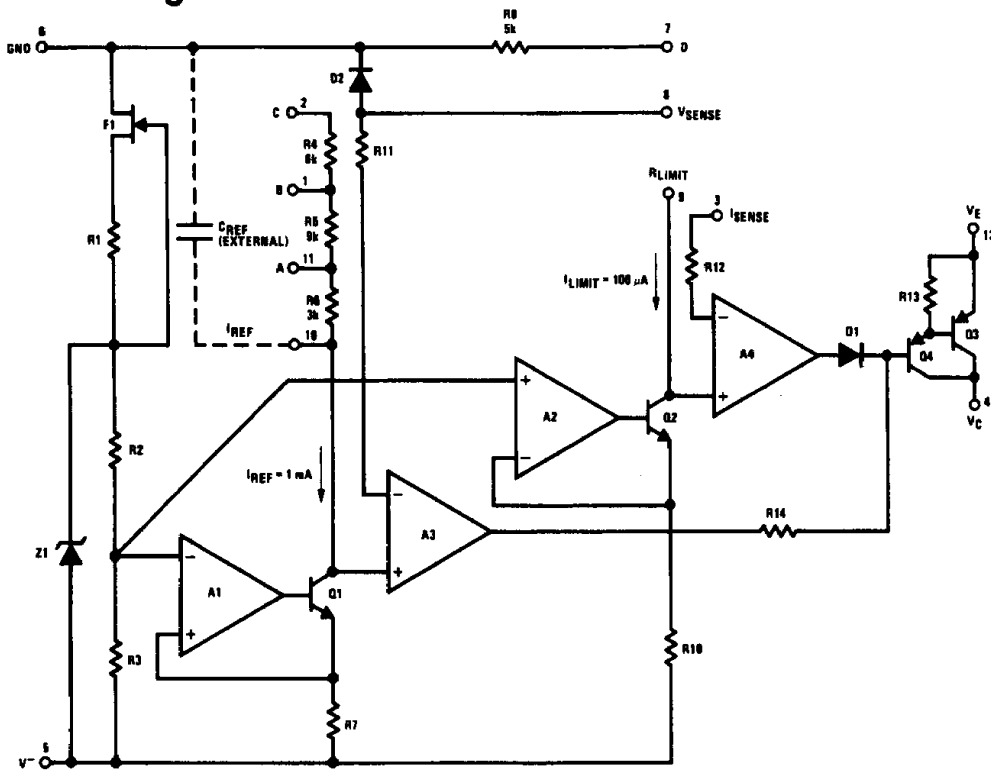 g
R8
5k
6
GND
7
D
D2
2
C
8
VSENSE
F1
R4
6k
R11
RLIMIT
9
B
1
3
ISENSE
VE
13
R1
CREF
(EXTERNAL)
R5
9k
A
11
R12
ILIMIT = 100 μA
R13
R6
3k
IREF
10
−
A4
+
D1
Q3
Q4
4
VC
+
A2
−
Q2
R2
IREF = 1 mA
−
A3
+
R14
Z1
−
A1
+
Q1
R3
R10
R7
5
V−